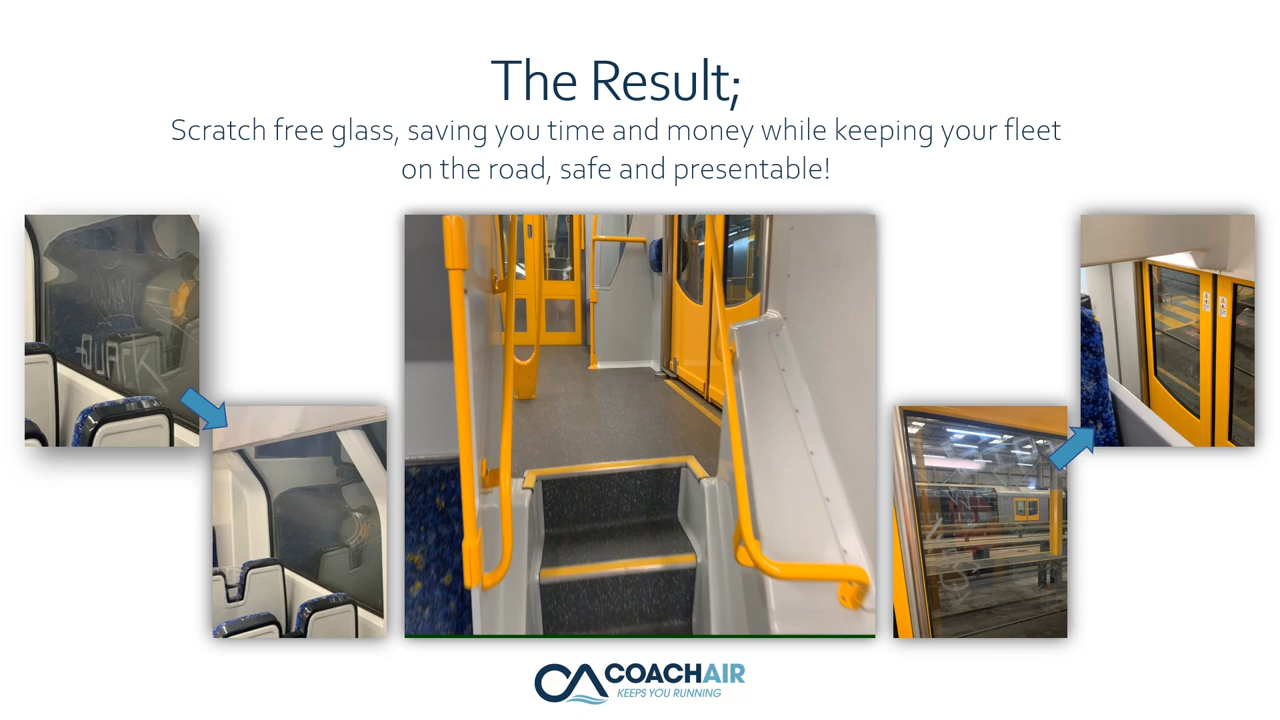 The Result;
Scratch free glass, saving you time and money while keeping your fleet
on the road, safe and presentable!
QUACK
COACHAIR
KEEPS YOU RUNNING